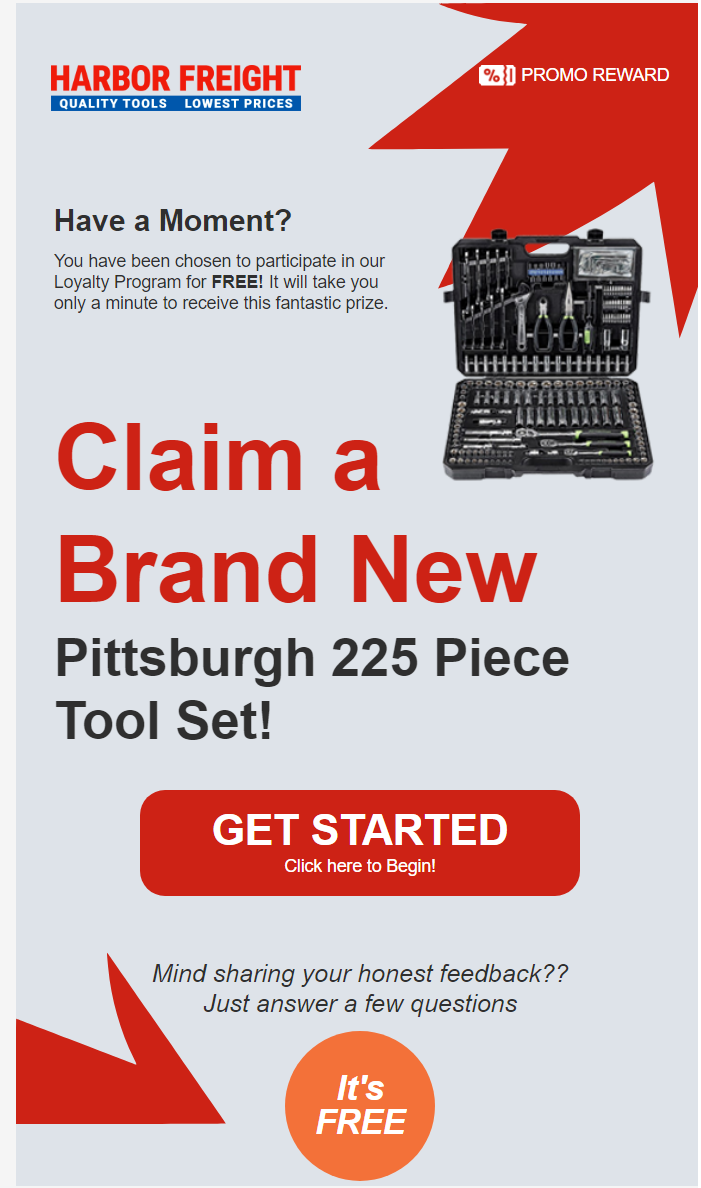 HARBOR FREIGHT
QUALITY TOOLS LOWEST PRICES
% PROMO REWARD
Have a Moment?
You have been chosen to participate in our
Loyalty Program for FREE! It will take you
only a minute to receive this fantastic prize.
Claim a
Brand New
Pittsburgh 225 Piece
Tool Set!
GET STARTED
Click here to Begin!
Mind sharing your honest feedback??
Just answer a few questions
It's
FREE